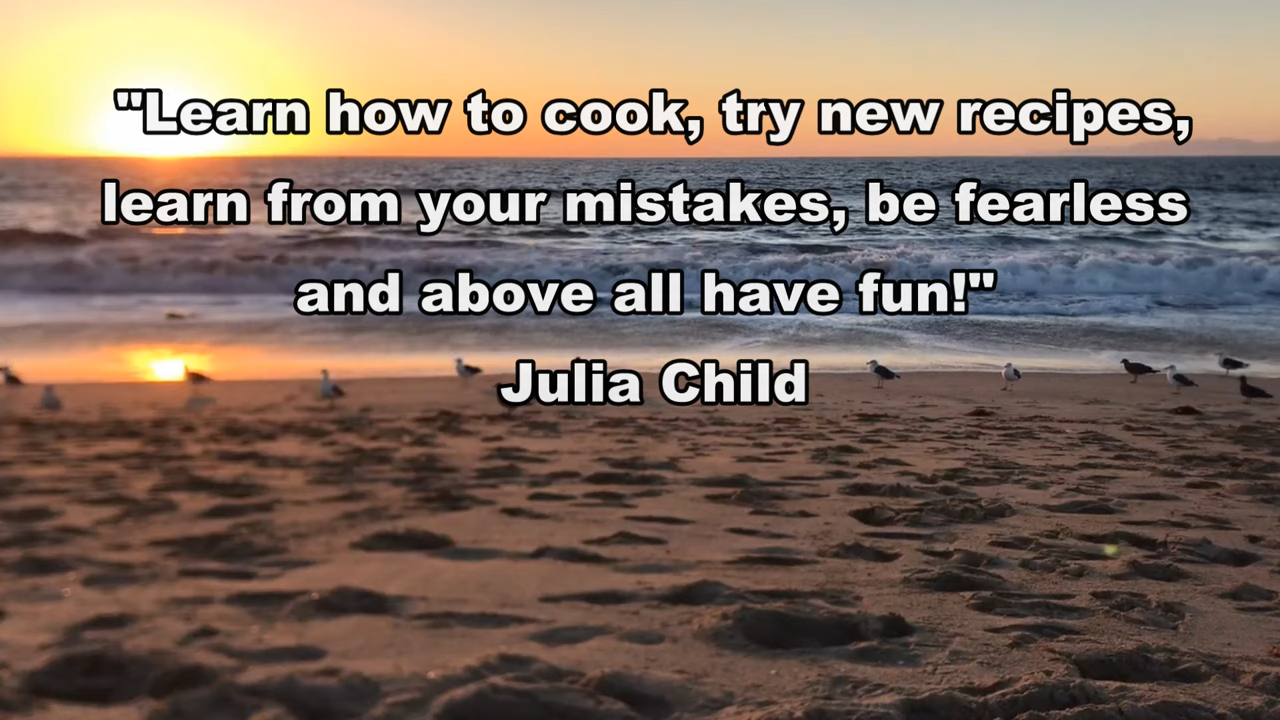 "Learn how to cook, try new recipes,
learn from your mistakes, be fearless
and above all have fun!"
Julia Child